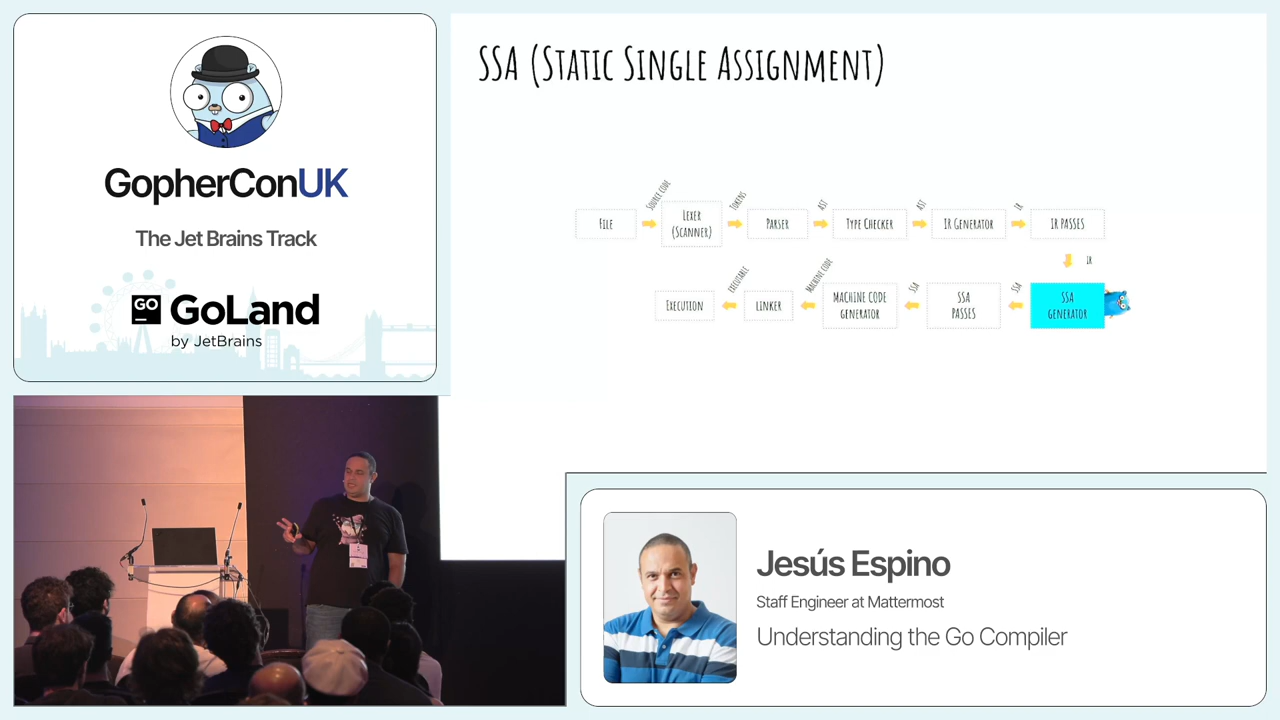 GopherConUK
The Jet Brains Track
GO
GoLand
by JetBrains
SSA (Static Single Assignment)
File
Source code
Lexer
(Scanner)
Tokens
Parser
AST
Type Checker
AST
IR Generator
IR
IR PASSES
IR
SSA
GENERATOR
SSA
SSA
PASSES
SSA
MACHINE CODE
GENERATOR
MACHINE CODE
LINKER
EXECUTABLE
EXECUTION
Jesús Espino
Staff Engineer at Mattermost
Understanding the Go Compiler